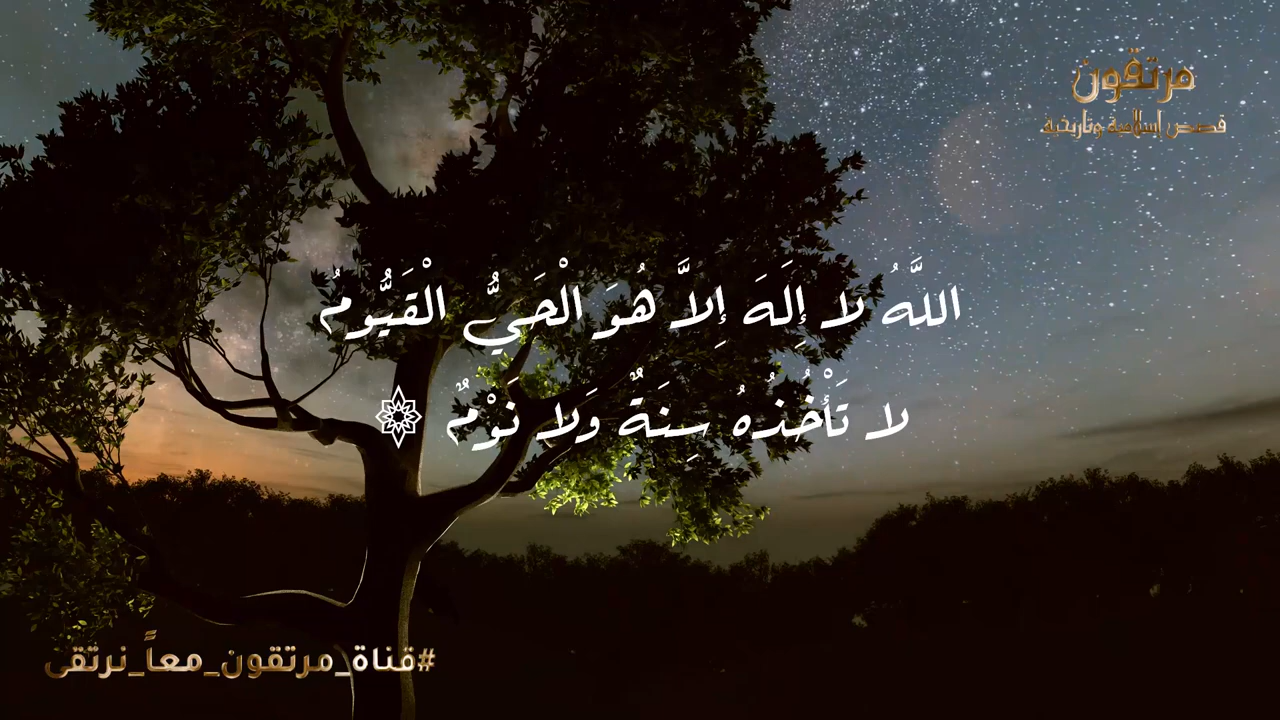 مرتقون
قصص إسلامية وتاريخية
اللَّهُ لا إِلَهَ إِلاَّ هُوَ الْحَيُّ الْقَيُّومُ
لا تَأْخُذُهُ سِنَةٌ وَلا نَوْمٌ
#قناة_مرتقون_معاً_نرتقي